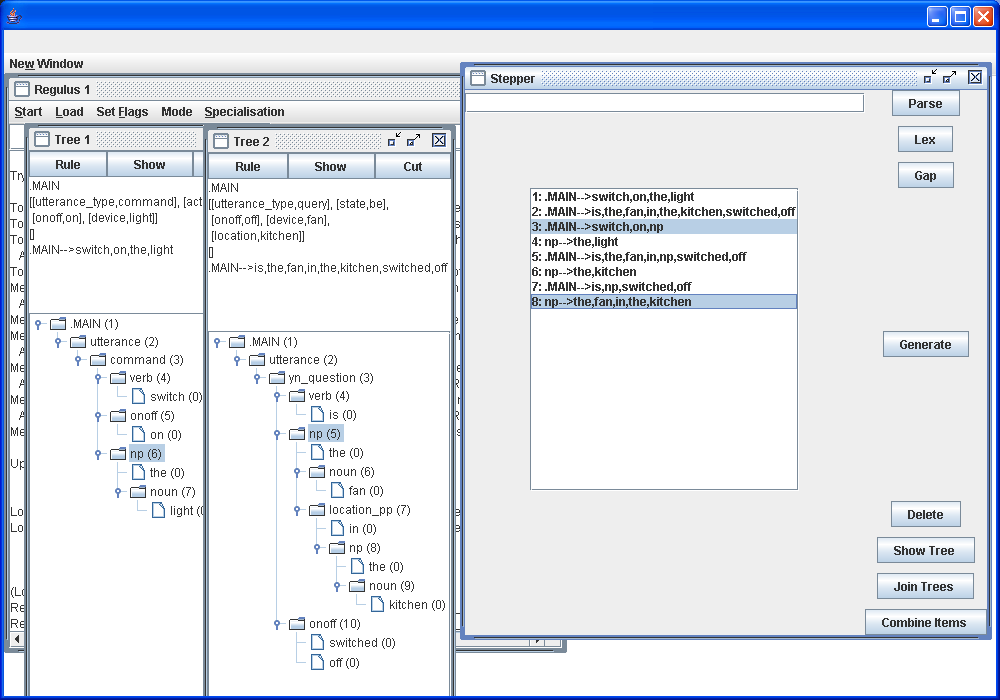 New Window
Regulus 1
Start Load Set Flags Mode Specialisation
Tree 1
Rule Show
.MAIN
[[utterance_type,command], [act
[onoff,on], [device,light]]
[]
.MAIN-->switch,on,the,light
.MAIN (1)
utterance (2)
command (3)
verb (4)
switch (0)
onoff (5)
on (0)
np (6)
the (0)
noun (7)
light (0
Tree 2
Rule Show Cut
.MAIN
[[utterance_type,query], [state,be],
[onoff,off], [device,fan],
[location,kitchen]]
[]
.MAIN-->is,the,fan,in,the,kitchen,switched,off
.MAIN (1)
utterance (2)
yn_question (3)
verb (4)
is (0)
np (5)
the (0)
noun (6)
fan (0)
location_pp (7)
in (0)
np (8)
the (0)
noun (9)
kitchen (0)
onoff (10)
switched (0)
off (0)
Stepper
Parse
Lex
Gap
1: .MAIN-->switch,on,the,light
2: .MAIN-->is,the,fan,in,the,kitchen,switched,off
3: .MAIN-->switch,on,np
4: np-->the,light
5: .MAIN-->is,the,fan,in,np,switched,off
6: np-->the,kitchen
7: .MAIN-->is,np,switched,off
8: np-->the,fan,in,the,kitchen
Generate
Delete
Show Tree
Join Trees
Combine Items